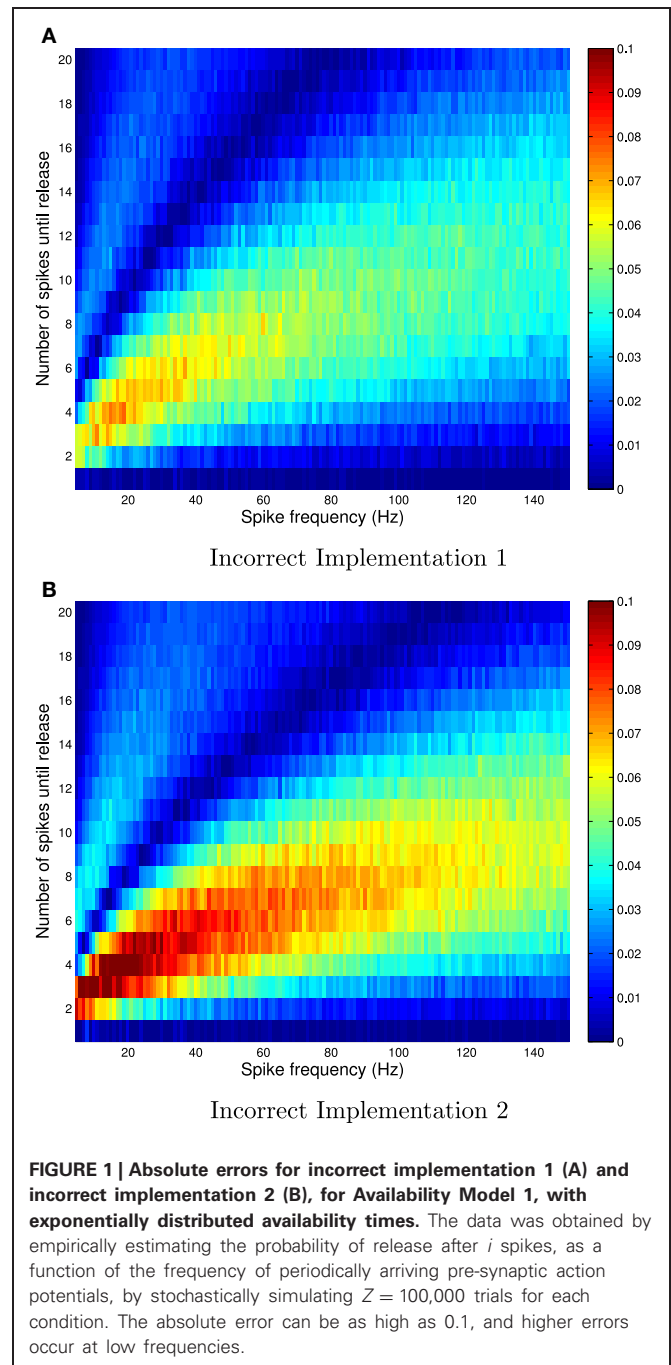 A
20
18
16
14
12
10
8
6
4
2
Number of spikes until release
20 40 60 80 100 120 140
Spike frequency (Hz)
0.1
0.09
0.08
0.07
0.06
0.05
0.04
0.03
0.02
0.01
0
Incorrect Implementation 1
B
20
18
16
14
12
10
8
6
4
2
Number of spikes until release
20 40 60 80 100 120 140
Spike frequency (Hz)
0.1
0.09
0.08
0.07
0.06
0.05
0.04
0.03
0.02
0.01
0
Incorrect Implementation 2
FIGURE 1 | Absolute errors for incorrect implementation 1 (A) and
incorrect implementation 2 (B), for Availability Model 1, with
exponentially distributed availability times. The data was obtained by
empirically estimating the probability of release after i spikes, as a
function of the frequency of periodically arriving pre-synaptic action
potentials, by stochastically simulating Z = 100,000 trials for each
condition. The absolute error can be as high as 0.1, and higher errors
occur at low frequencies.